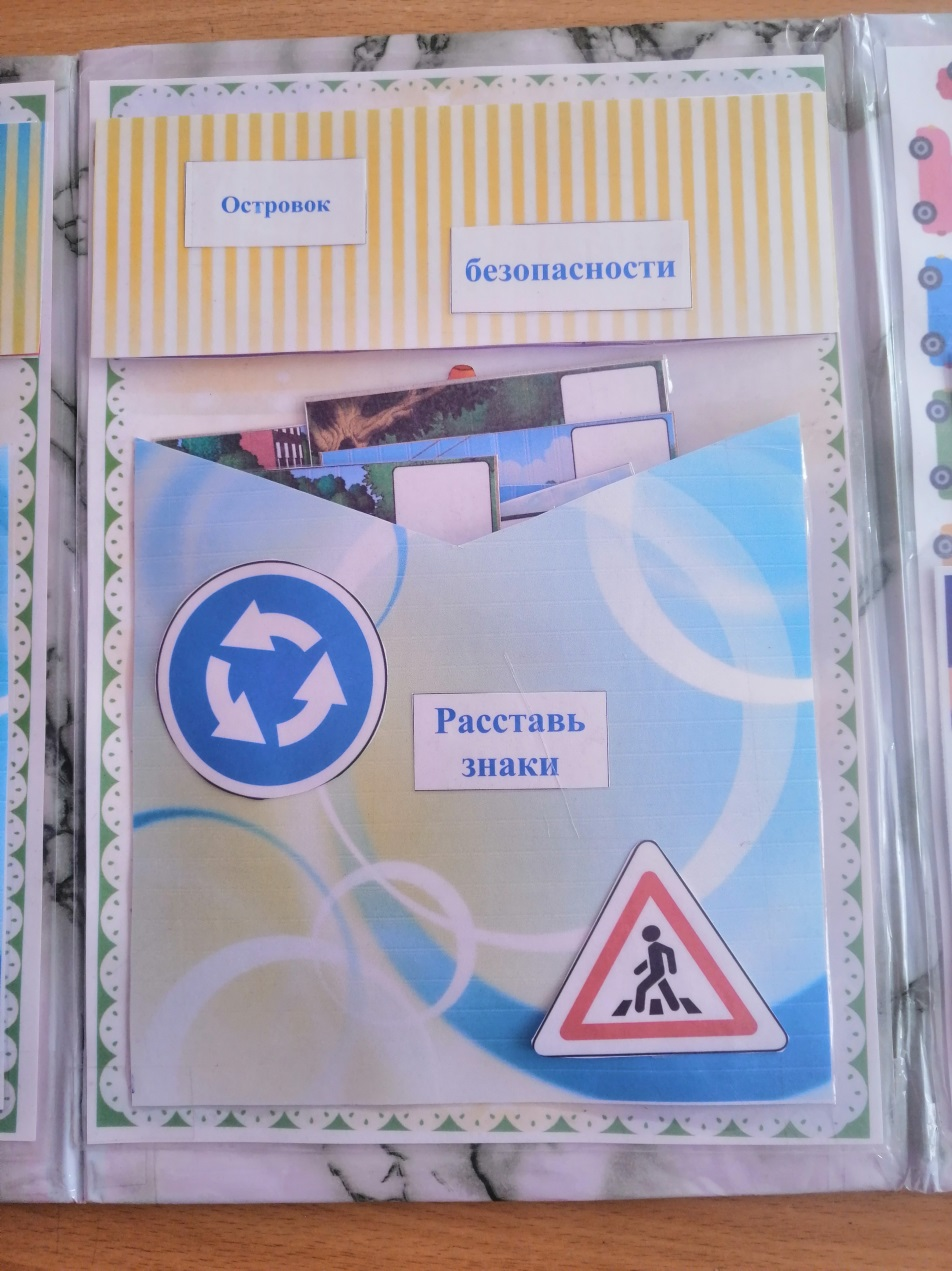 Островок
безопасности
Расставь
знаки